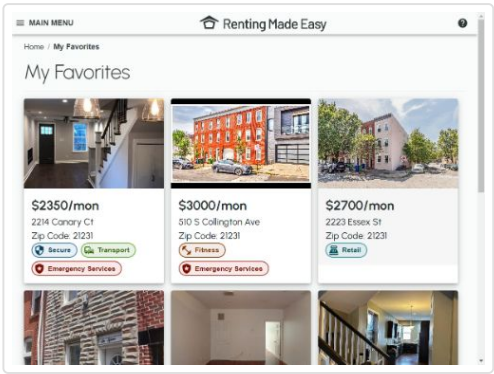 MAIN MENU
Renting Made Easy
?
Home / My Favorites
My Favorites
$2350/mon
2214 Canary Ct
Zip Code: 21231
Secure
Transport
Emergency Services
$3000/mon
510 S Collington Ave
Zip Code: 21231
Fitness
Emergency Services
$2700/mon
2223 Essex St
Zip Code: 21231
Retail